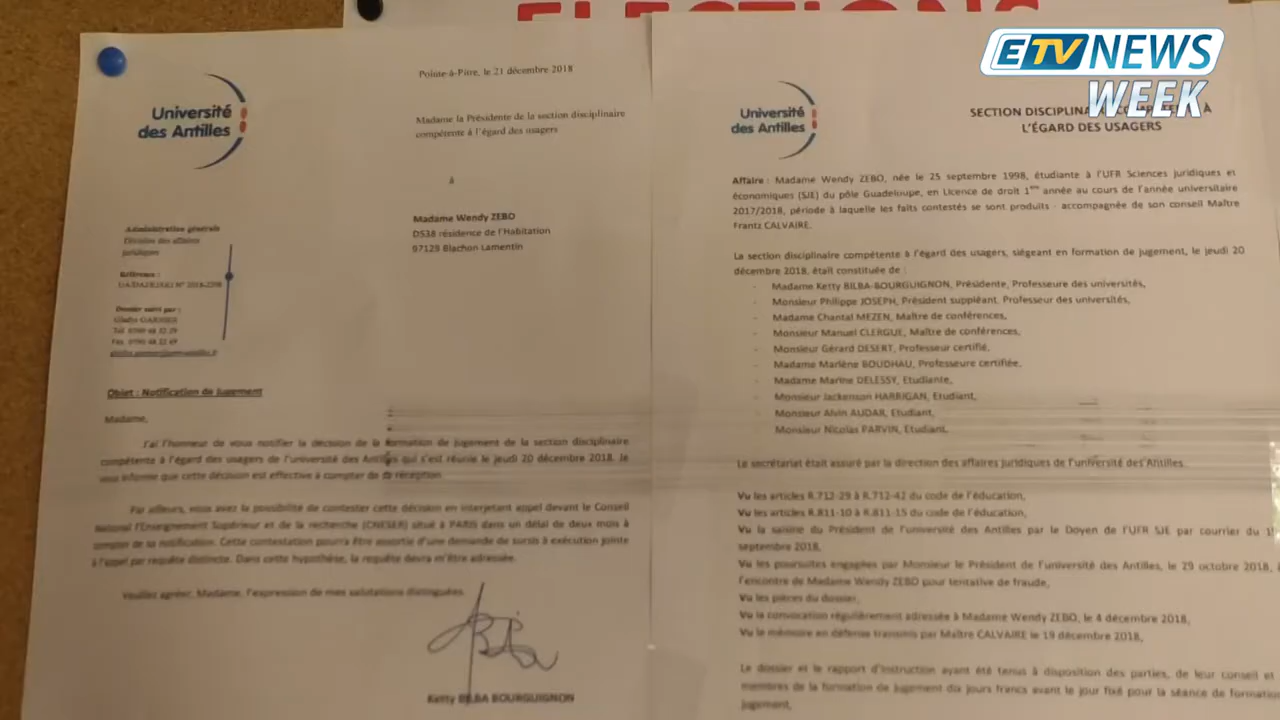 ELECTIONS
ETV NEWS
WEEK
Université
des Antilles
Pointe-à-Pitre, le 21 décembre 2018
Madame la Présidente de la section disciplinaire
compétente à l'égard des usagers
à
Madame Wendy ZEBO
D538 résidence de l'Habitation
97129 Blachon Lamentin
Administration générale
Division des affaires
juridiques
Référence :
Dossier suivi par :
Objet : Notification de jugement
Madame,
J'ai l'honneur de vous notifier la décision de la formation de jugement de la section disciplinaire
compétente à l'égard des usagers de l'université des Antilles qui s'est réunie le jeudi 20 décembre 2018. Je
vous informe que cette décision est effective à compter de sa réception.
Par ailleurs, vous avez la possibilité de contester cette décision en interjetant appel devant le Conseil
National l'Enseignement Supérieur et de la recherche (CNESER) situé à PARIS dans un délai de deux mois à
compter de sa notification. Cette contestation pourra être assortie d'une demande de sursis à exécution jointe
à l'appel par requête distincte. Dans cette hypothèse, la requête devra m'être adressée.
Veuillez agréer, Madame, l'expression de mes salutations distinguées.
Ketty BILBA BOURGUIGNON
Université
des Antilles
SECTION DISCIPLINA À
L'ÉGARD DES USAGERS
Affaire : Madame Wendy ZEBO, née le 25 septembre 1998, étudiante à l'UFR Sciences juridiques et
économiques (SJE) du pôle Guadeloupe, en Licence de droit 1ère année au cours de l'année universitaire
2017/2018, période à laquelle les faits contestés se sont produits - accompagnée de son conseil Maître
Frantz CALVAIRE.
La section disciplinaire compétente à l'égard des usagers, siégeant en formation de jugement, le jeudi 20
décembre 2018, était constituée de :
- Madame Ketty BILBA-BOURGUIGNON, Présidente, Professeure des universités,
- Monsieur Philippe JOSEPH, Président suppléant, Professeur des universités,
- Madame Chantal MEZEN, Maître de conférences,
- Monsieur Manuel CLERGUE, Maître de conférences,
- Monsieur Gérard DESERT, Professeur certifié,
- Madame Marlène BOUDHAU, Professeure certifiée,
- Madame Marine DELESSY, Etudiante,
- Monsieur Jackenson HARRIGAN, Etudiant,
- Monsieur Alvin AUDAR, Etudiant,
- Monsieur Nicolas PARVIN, Etudiant.
Le secrétariat était assuré par la direction des affaires juridiques de l'université des Antilles.
Vu les articles R.712-29 à R.712-42 du code de l'éducation,
Vu les articles R.811-10 à R.811-15 du code de l'éducation,
Vu la saisine du Président de l'université des Antilles par le Doyen de l'UFR SJE par courrier du
septembre 2018,
Vu les poursuites engagées par Monsieur le Président de l'université des Antilles, le 29 octobre 2018, à
l'encontre de Madame Wendy ZEBO pour tentative de fraude,
Vu les pièces du dossier,
Vu la convocation régulièrement adressée à Madame Wendy ZEBO, le 4 décembre 2018,
Vu le mémoire en défense transmis par Maître CALVAIRE le 19 décembre 2018,
Le dossier et le rapport d'instruction ayant été tenus à disposition des parties, de leur conseil et
membres de la formation de jugement dix jours francs avant le jour fixé pour la séance de formation
jugement,